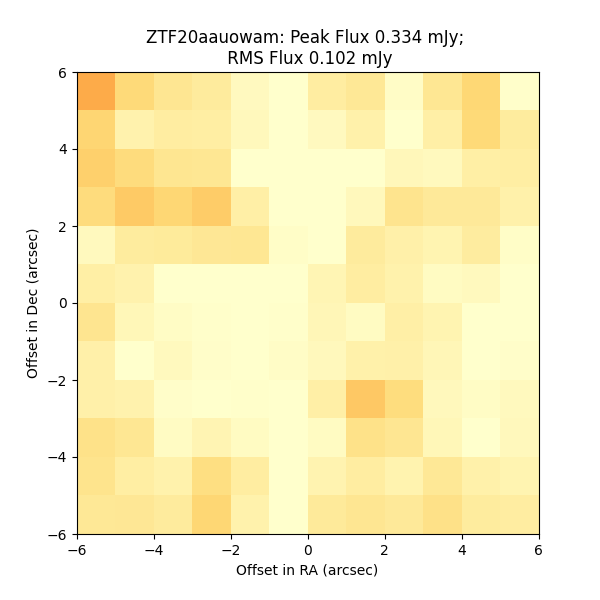 ZTF20aauowam: Peak Flux 0.334 mJy;
RMS Flux 0.102 mJy
6
4
2
0
−2
−4
−6
Offset in Dec (arcsec)
−6 −4 −2 0 2 4 6
Offset in RA (arcsec)